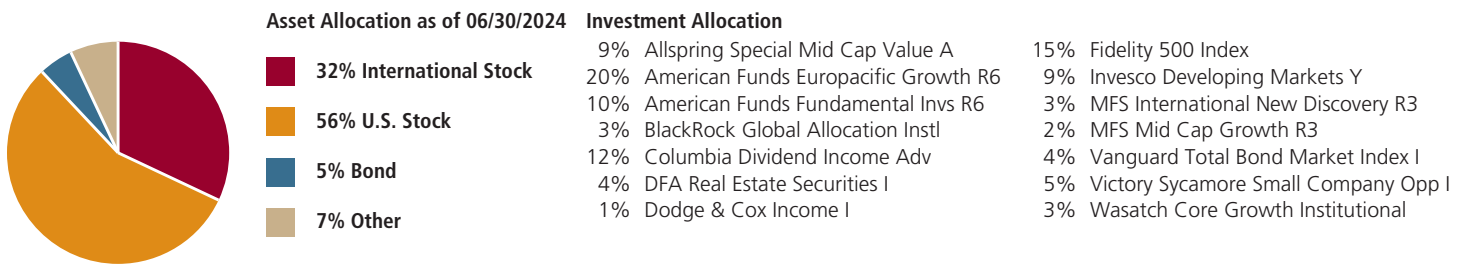 Asset Allocation as of 06/30/2024
32% International Stock
56% U.S. Stock
5% Bond
7% Other
Investment Allocation
9% Allspring Special Mid Cap Value A
20% American Funds Europacific Growth R6
10% American Funds Fundamental Invs R6
3% BlackRock Global Allocation Instl
12% Columbia Dividend Income Adv
4% DFA Real Estate Securities I
1% Dodge & Cox Income I
15% Fidelity 500 Index
9% Invesco Developing Markets Y
3% MFS International New Discovery R3
2% MFS Mid Cap Growth R3
4% Vanguard Total Bond Market Index I
5% Victory Sycamore Small Company Opp I
3% Wasatch Core Growth Institutional